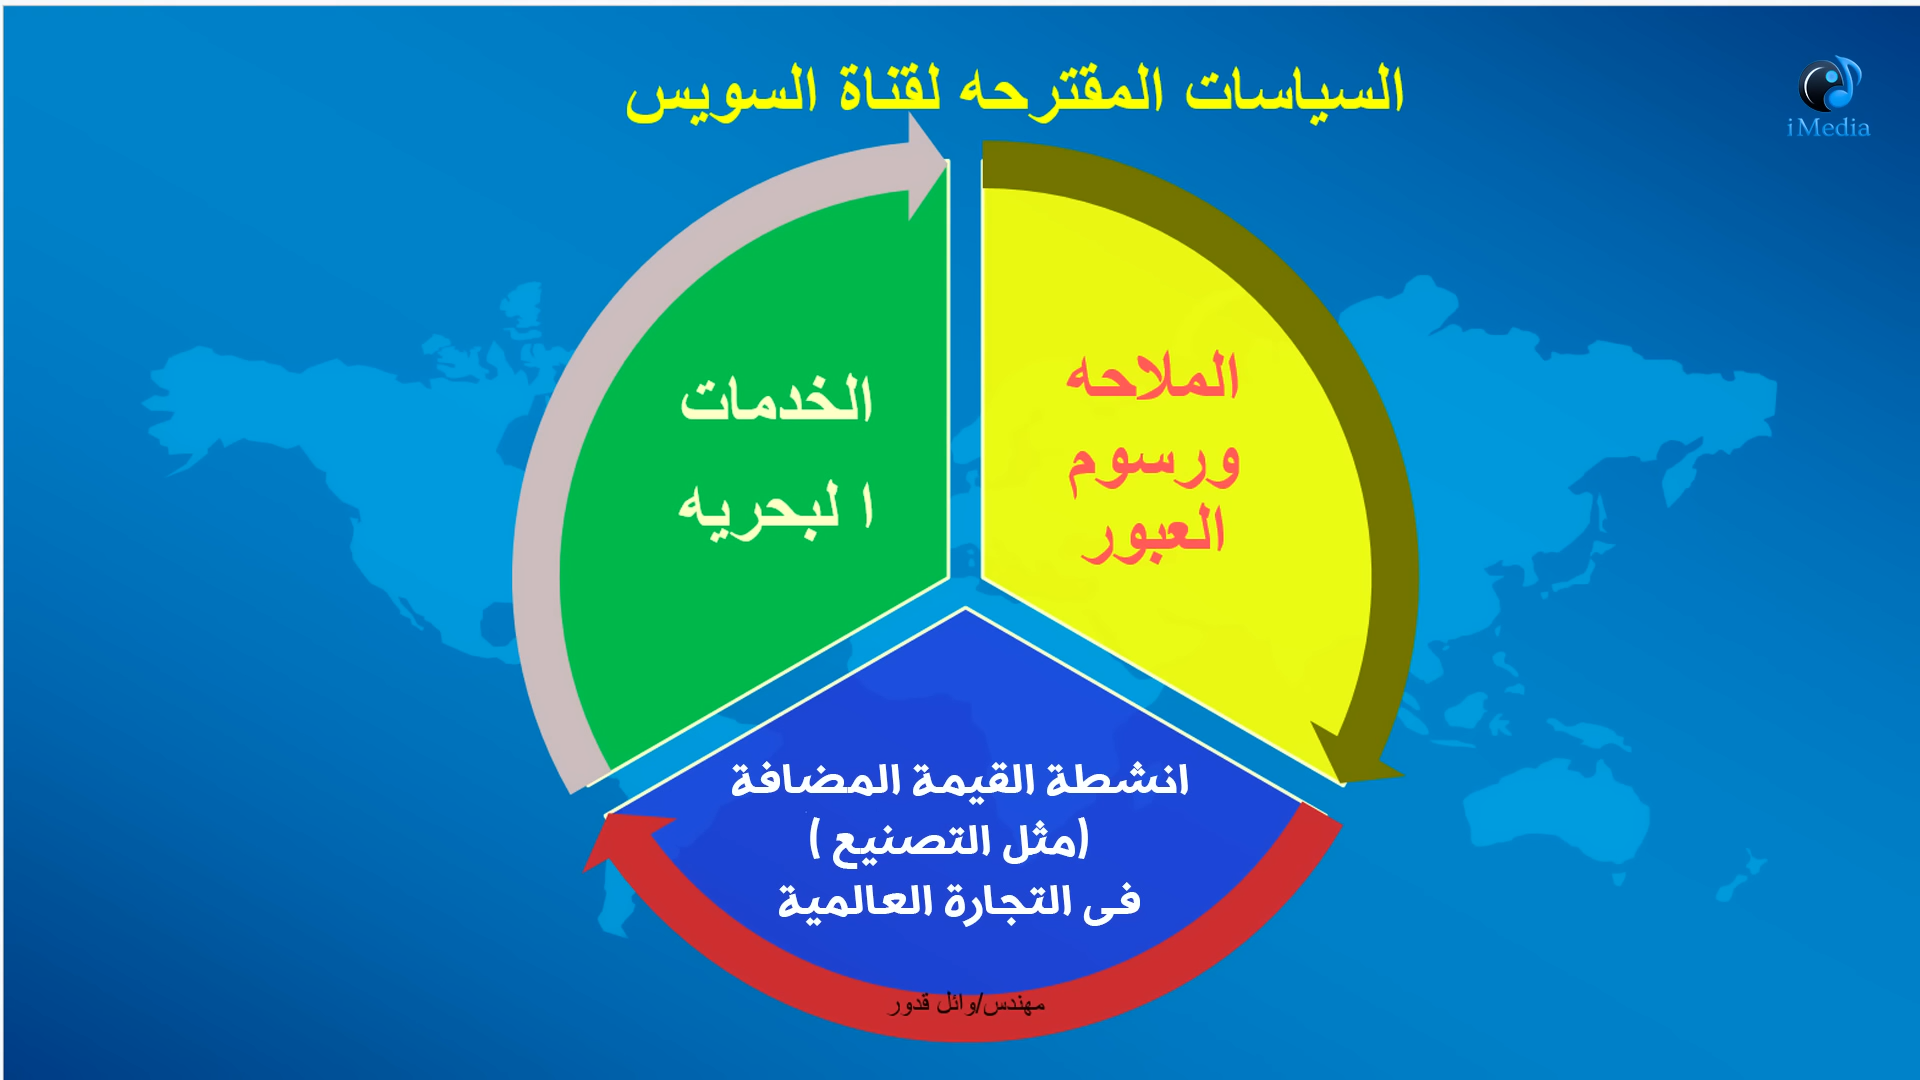 السياسات المقترحه لقناة السويس
iMedia
الملاحه
ورسوم
العبور
الخدمات
ا لبحريه
انشطة القيمة المضافة
(مثل التصنيع )
فى التجارة العالمية
مهندس/وائل قدور